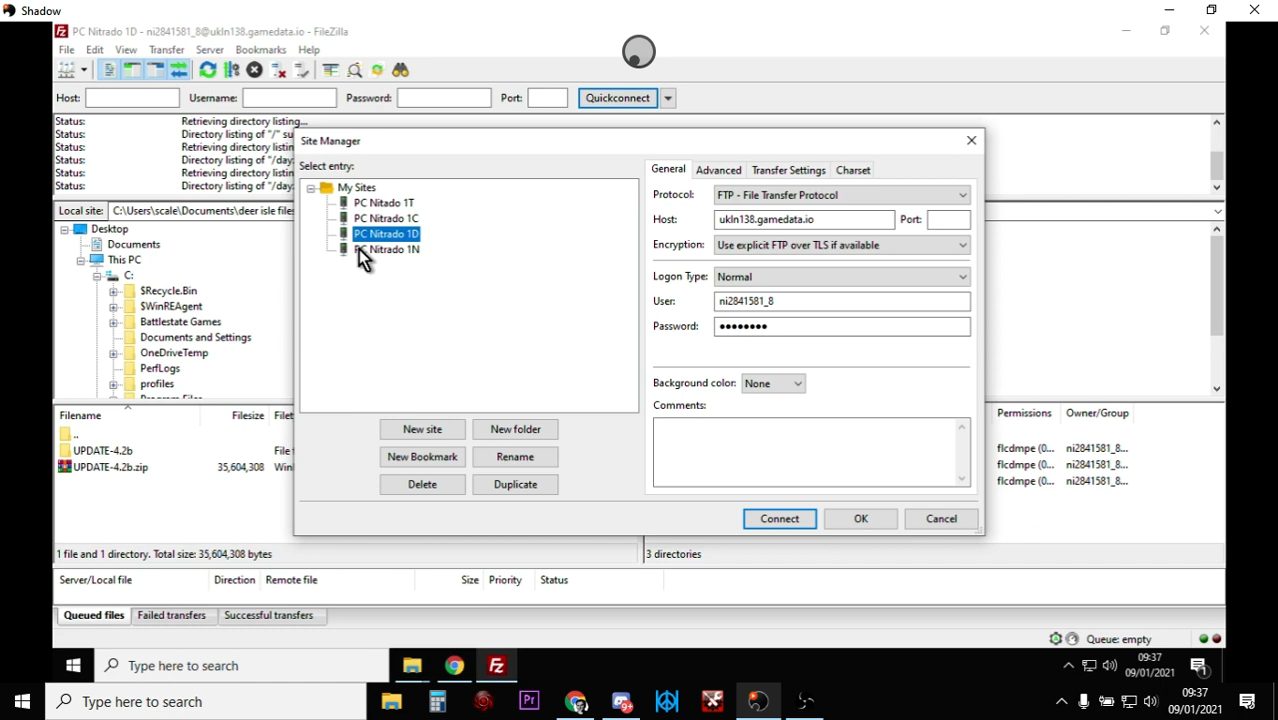 Shadow
PC Nitrado 1D - ni2841581_8@ukln138.gamedata.io - FileZilla
File Edit View Transfer Server Bookmarks Help
Host: Username: Password: Port: Quickconnect
Status: Retrieving directory listing...
Status: Directory listing of "/" su
Status: Retrieving directory listing
Status: Directory listing of "/day:
Status: Retrieving directory listing
Status: Directory listing of "/day:
Local site: C:\Users\scale\Documents\deer isle files
Desktop
Documents
This PC
C:
$Recycle.Bin
$WinREAgent
Battlestate Games
Documents and Settings
OneDriveTemp
PerfLogs
profiles
Filename Filesize Filet
..
UPDATE-4.2b File f
UPDATE-4.2b.zip 35,604,308 Win
1 file and 1 directory. Total size: 35,604,308 bytes
Site Manager
Select entry:
My Sites
PC Nitado 1T
PC Nitrado 1C
PC Nitrado 1D
PC Nitrado 1N
New site New folder
New Bookmark Rename
Delete Duplicate
General Advanced Transfer Settings Charset
Protocol: FTP - File Transfer Protocol
Host: ukln138.gamedata.io Port:
Encryption: Use explicit FTP over TLS if available
Logon Type: Normal
User: ni2841581_8
Password: ●●●●●●●●
Background color: None
Comments:
Connect OK Cancel
Permissions Owner/Group
flcdmpe (0... ni2841581_8...
flcdmpe (0... ni2841581_8...
flcdmpe (0... ni2841581_8...
3 directories
Server/Local file Direction Remote file Size Priority Status
Queued files Failed transfers Successful transfers
Queue: empty
Type here to search
09:37
09/01/2021
Type here to search
09:37
09/01/2021